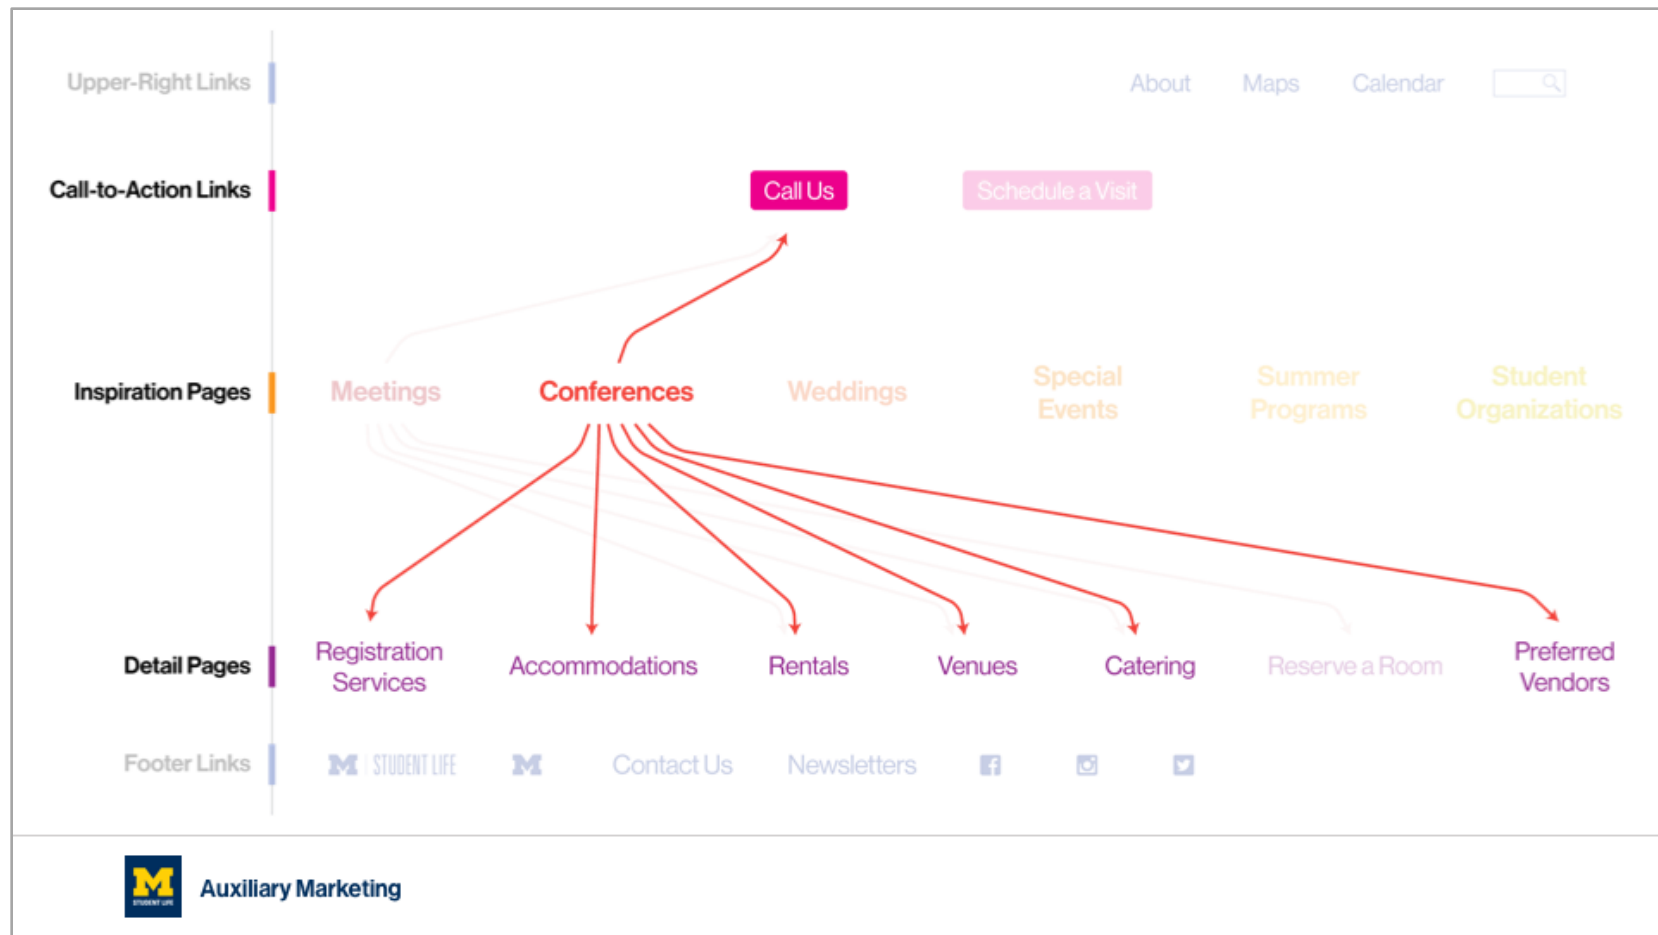 Upper-Right Links
About
Maps
Calendar
Call-to-Action Links
Call Us
Schedule a Visit
Inspiration Pages
Meetings
Conferences
Weddings
Special
Events
Summer
Programs
Student
Organizations
Detail Pages
Registration
Services
Accommodations
Rentals
Venues
Catering
Reserve a Room
Preferred
Vendors
Footer Links
M | STUDENT LIFE
M
Contact Us
Newsletters
M
STUDENT LIFE
Auxiliary Marketing